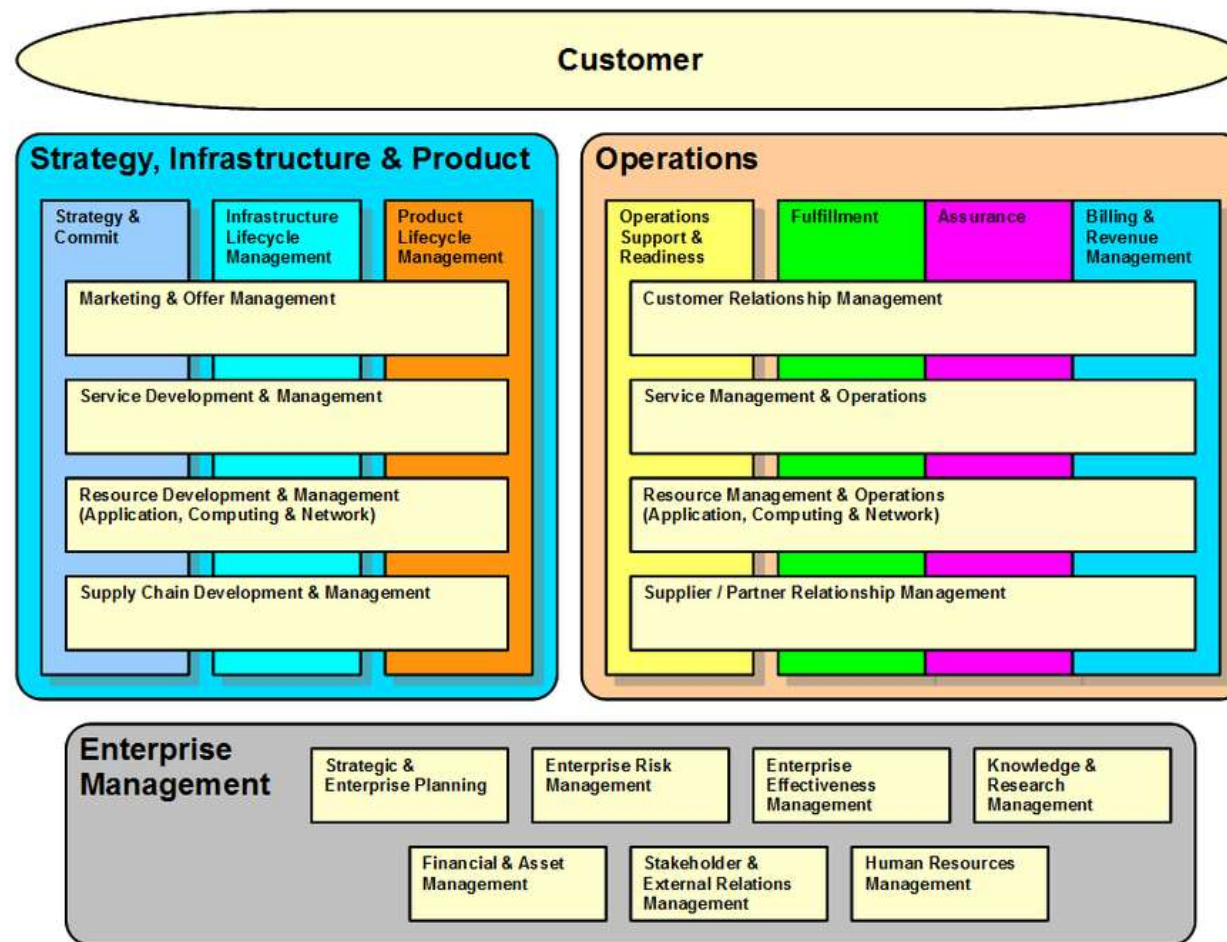 Customer
Strategy, Infrastructure & Product
Strategy &
Commit
Infrastructure
Lifecycle
Management
Product
Lifecycle
Management
Marketing & Offer Management
Service Development & Management
Resource Development & Management
(Application, Computing & Network)
Supply Chain Development & Management
Operations
Operations
Support &
Readiness
Fulfillment
Assurance
Billing &
Revenue
Management
Customer Relationship Management
Service Management & Operations
Resource Management & Operations
(Application, Computing & Network)
Supplier / Partner Relationship Management
Enterprise
Management
Strategic &
Enterprise Planning
Enterprise Risk
Management
Enterprise
Effectiveness
Management
Knowledge &
Research
Management
Financial & Asset
Management
Stakeholder &
External Relations
Management
Human Resources
Management